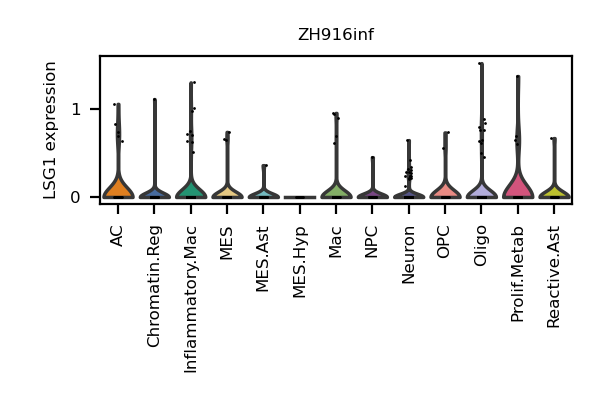 ZH916inf
LSG1 expression
1
0
AC
Chromatin.Reg
Inflammatory.Mac
MES
MES.Ast
MES.Hyp
Mac
NPC
Neuron
OPC
Oligo
Prolif.Metab
Reactive.Ast